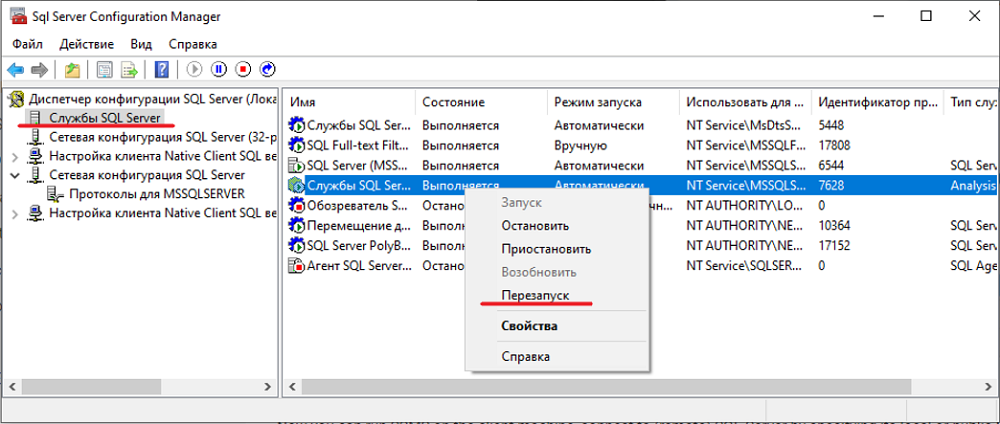 Sql Server Configuration Manager
Файл Действие Вид Справка
Диспетчер конфигурации SQL Server (Лока
Службы SQL Server
Сетевая конфигурация SQL Server (32-р
Настройка клиента Native Client SQL ве
Сетевая конфигурация SQL Server
Протоколы для MSSQLSERVER
Настройка клиента Native Client SQL ве
Имя Состояние Режим запуска Использовать для ... Идентификатор пр... Тип слу
Службы SQL Ser... Выполняется Автоматически NT Service\MsDtsS... 5448
SQL Full-text Filt... Выполняется Вручную NT Service\MSSQLF... 17808
SQL Server (MSS... Выполняется Автоматически NT Service\MSSQLS... 6544 SQL Serv
Службы SQL Ser... Выполняется Автоматически NT Service\MSSQLS... 7628 Analysis
Обозреватель S... Остано чн... NT AUTHORITY\LO... 0
Перемещение д... Выполн NT AUTHORITY\NE... 10364 SQL Serv
SQL Server PolyB... Выполн NT AUTHORITY\NE... 17152 SQL Serv
Агент SQL Server... Остано NT Service\SQLSER... 0 SQL Age
Запуск
Остановить
Приостановить
Возобновить
Перезапуск
Свойства
Справка